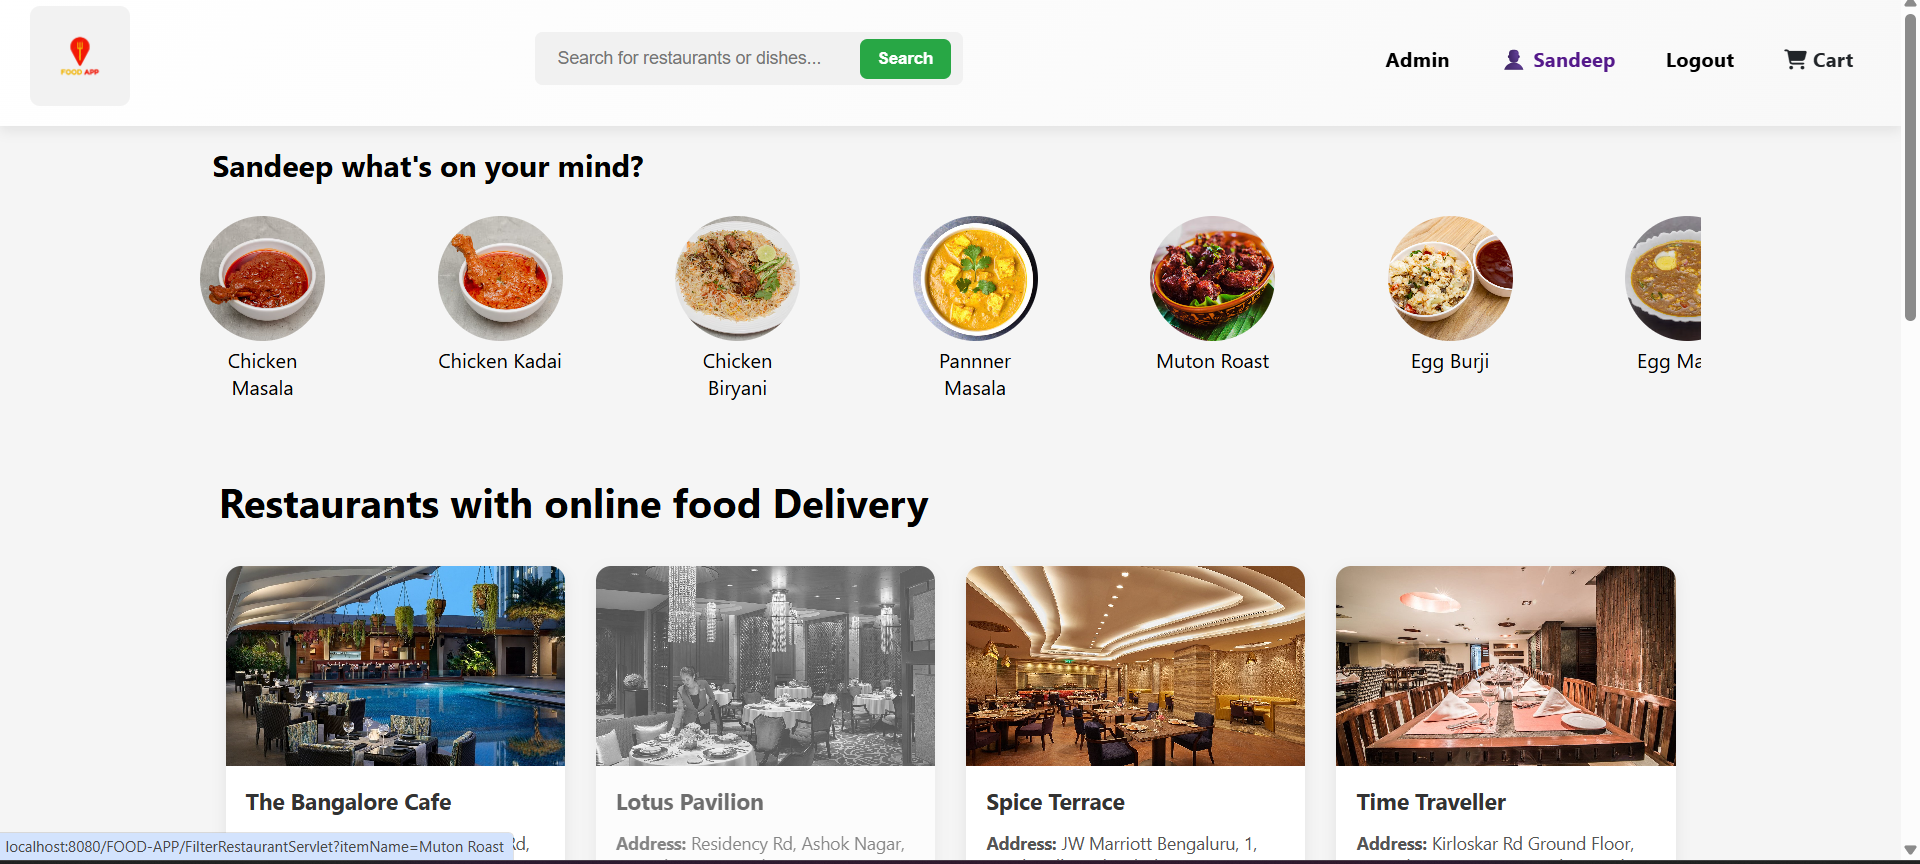 FOOD APP
Search for restaurants or dishes...
Search
Admin
Sandeep
Logout
Cart
Sandeep what's on your mind?
Chicken
Masala
Chicken Kadai
Chicken
Biryani
Pannner
Masala
Muton Roast
Egg Burji
Egg Ma
Restaurants with online food Delivery
The Bangalore Cafe
Lotus Pavilion
Spice Terrace
Time Traveller
Rd,
Address: Residency Rd, Ashok Nagar,
Address: JW Marriott Bengaluru, 1,
Address: Kirloskar Rd Ground Floor,
localhost:8080/FOOD-APP/FilterRestaurantServlet?itemName=Muton Roast